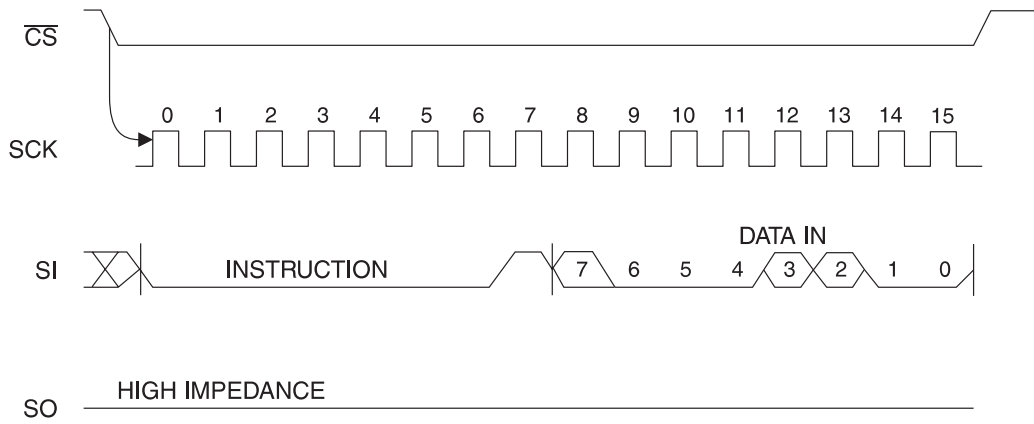 CS
0 1 2 3 4 5 6 7 8 9 10 11 12 13 14 15
SCK
DATA IN
SI INSTRUCTION 7 6 5 4 3 2 1 0
HIGH IMPEDANCE
SO